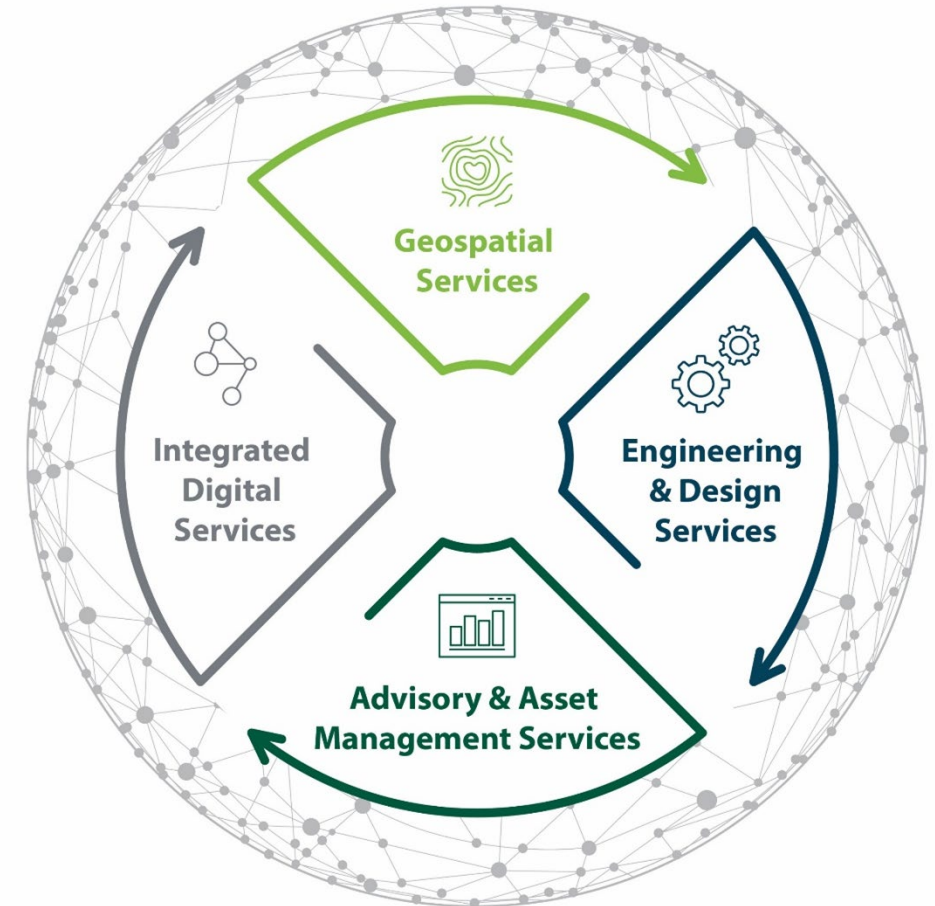 Geospatial
Services
Engineering
& Design
Services
Advisory & Asset
Management Services
Integrated
Digital
Services